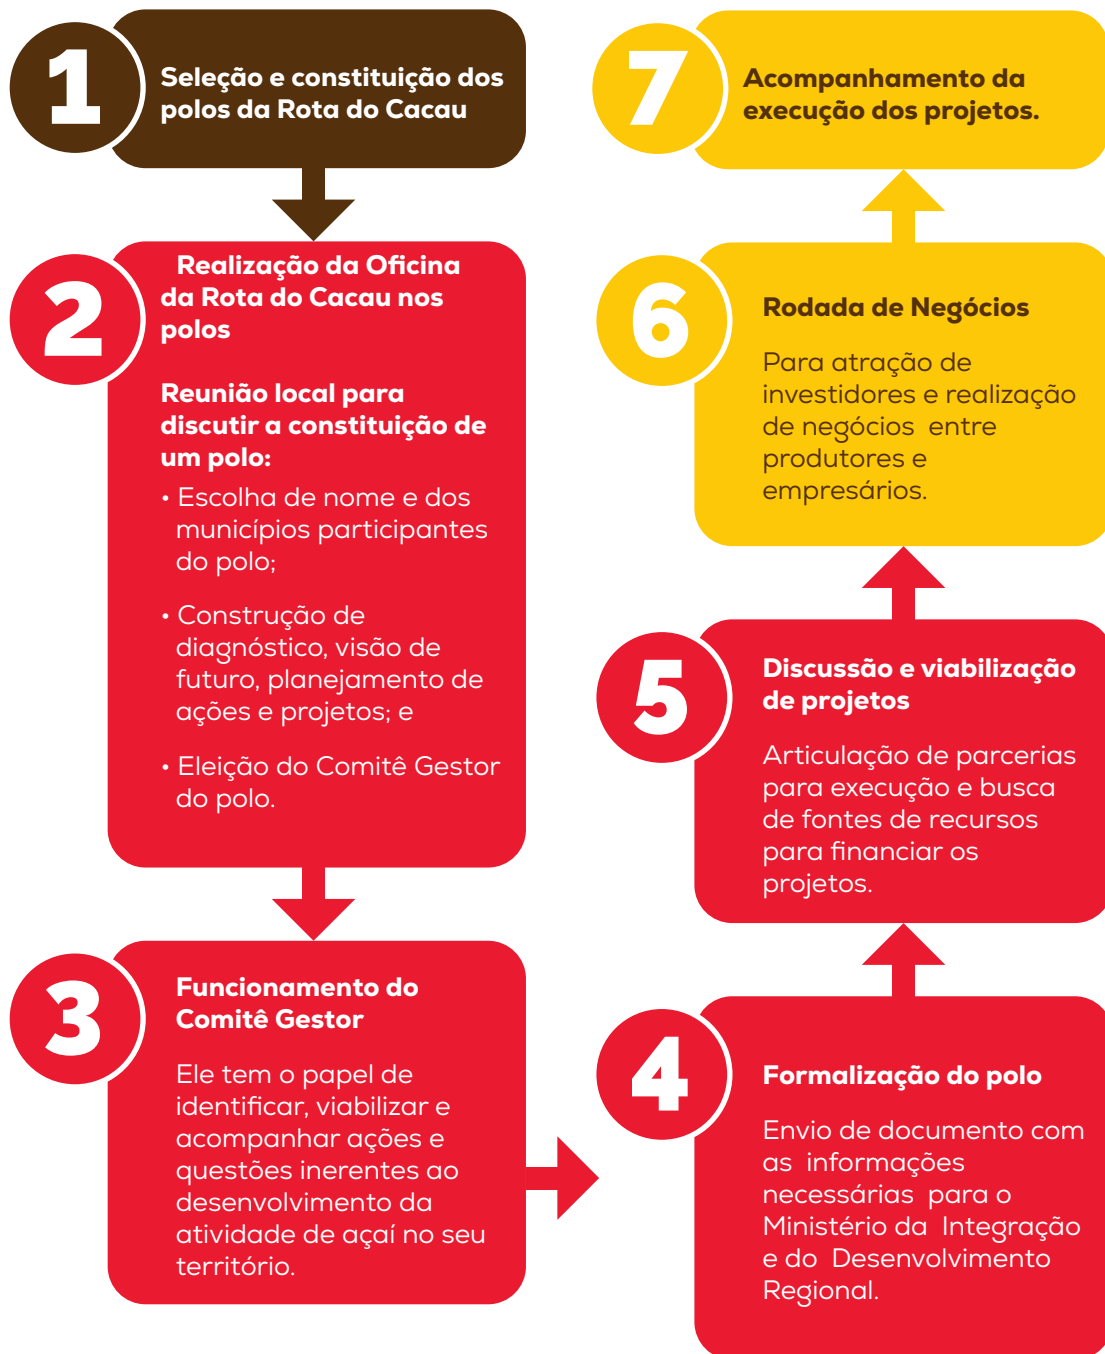 1
Seleção e constituição dos
polos da Rota do Cacau
2
Realização da Oficina
da Rota do Cacau nos
polos
Reunião local para
discutir a constituição de
um polo:
• Escolha de nome e dos
municípios participantes
do polo;
• Construção de
diagnóstico, visão de
futuro, planejamento de
ações e projetos; e
• Eleição do Comitê Gestor
do polo.
3
Funcionamento do
Comitê Gestor
Ele tem o papel de
identificar, viabilizar e
acompanhar ações e
questões inerentes ao
desenvolvimento da
atividade de açaí no seu
território.
4
Formalização do polo
Envio de documento com
as informações
necessárias para o
Ministério da Integração
e do Desenvolvimento
Regional.
5
Discussão e viabilização
de projetos
Articulação de parcerias
para execução e busca
de fontes de recursos
para financiar os
projetos.
6
Rodada de Negócios
Para atração de
investidores e realização
de negócios entre
produtores e
empresários.
7
Acompanhamento da
execução dos projetos.